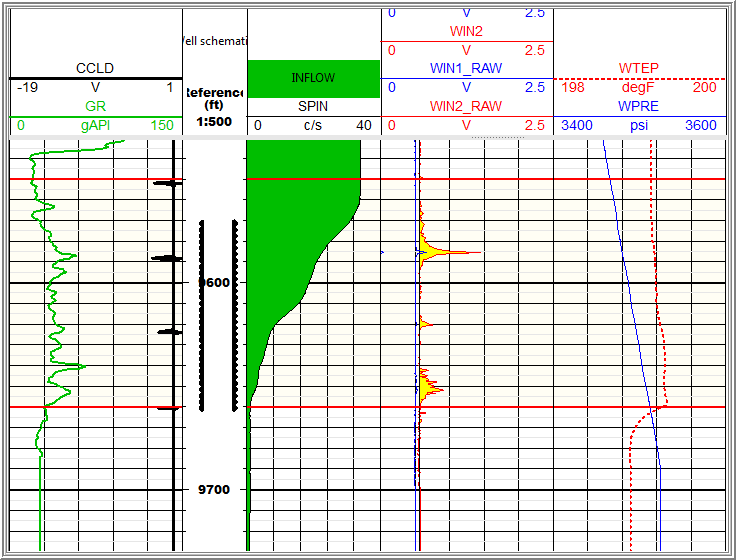 0 V 2.5
WIN2
0 V 2.5
ell schemati
INFLOW
CCLD
-19 V 1
GR
0 gAPI 150
Reference
(ft)
1:500
SPIN
0 c/s 40
WIN1_RAW
0 V 2.5
WIN2_RAW
0 V 2.5
WTEP
198 degF 200
WPRE
3400 psi 3600
9600
9700